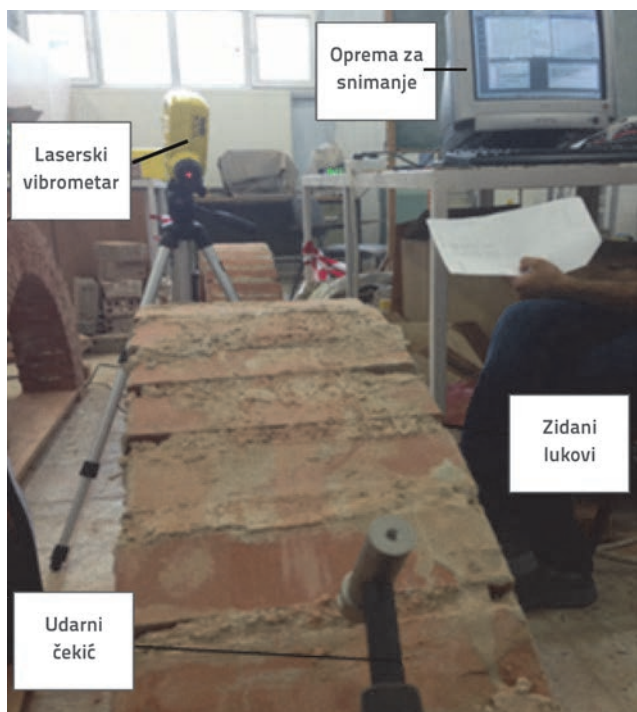 Oprema za
snimanje
Laserski
vibrometar
Zidani
lukovi
Udarni
čekić